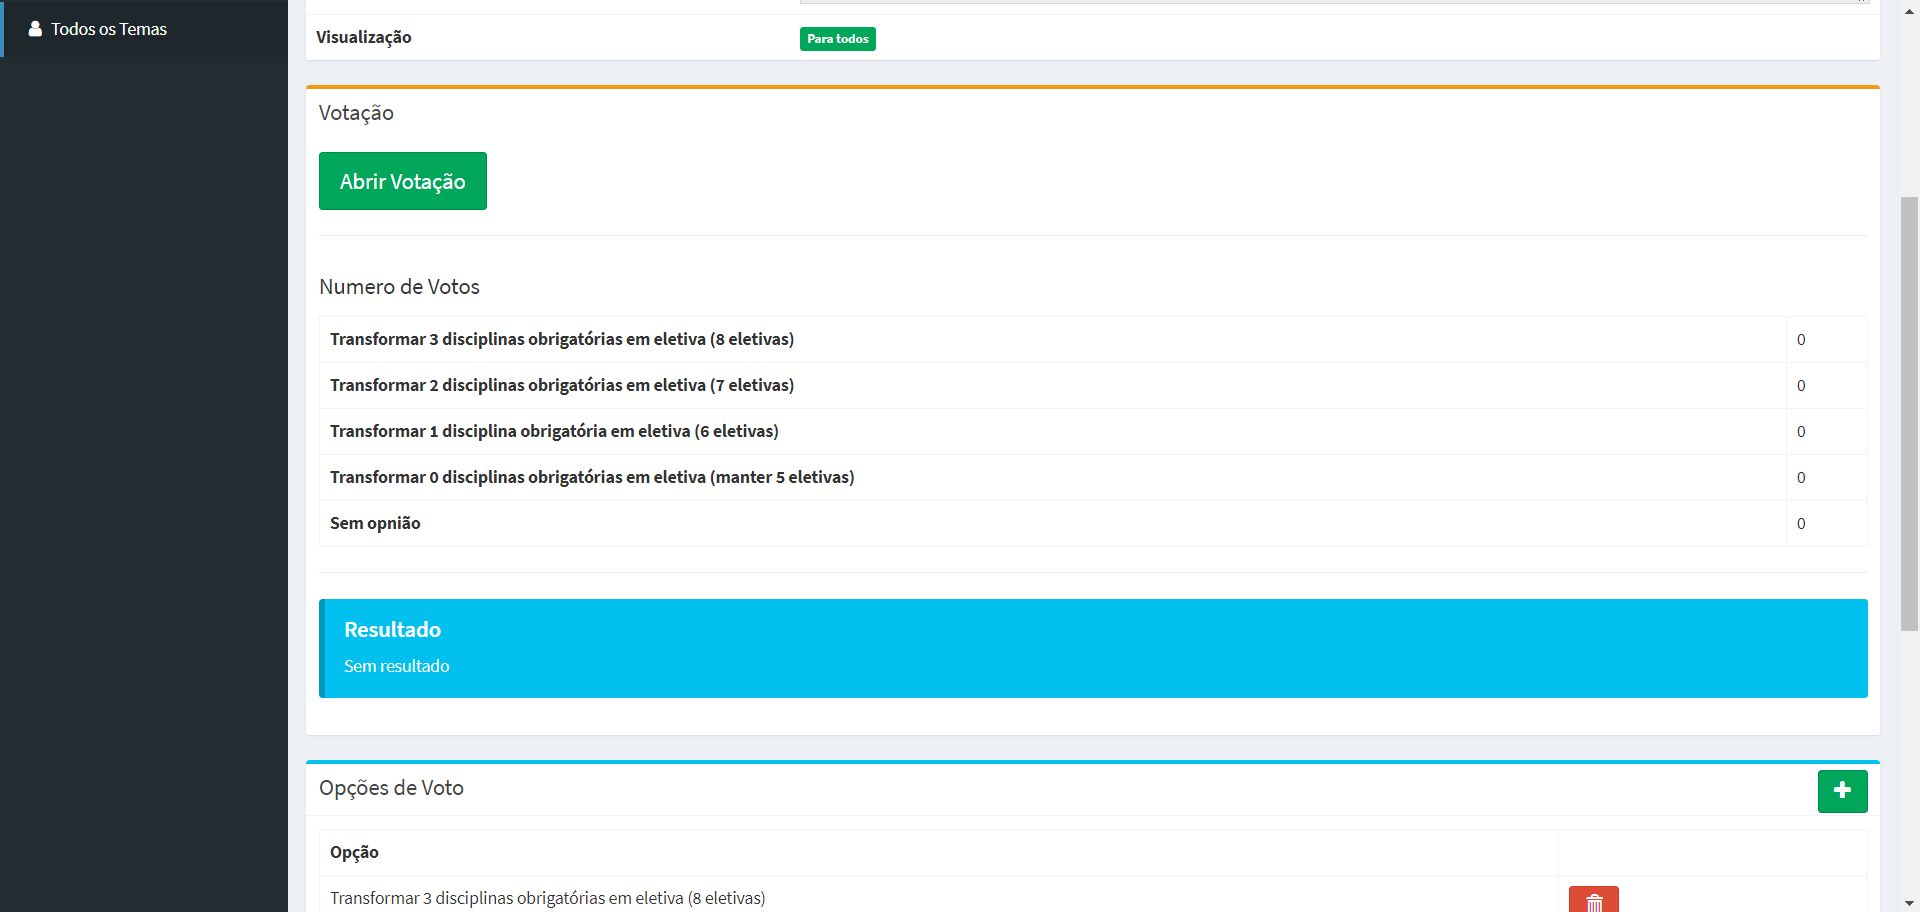 Todos os Temas
Visualização Para todos
Votação
Abrir Votação
Numero de Votos
Transformar 3 disciplinas obrigatórias em eletiva (8 eletivas) 0
Transformar 2 disciplinas obrigatórias em eletiva (7 eletivas) 0
Transformar 1 disciplina obrigatória em eletiva (6 eletivas) 0
Transformar 0 disciplinas obrigatórias em eletiva (manter 5 eletivas) 0
Sem opnião 0
Resultado
Sem resultado
Opções de Voto
Opção
Transformar 3 disciplinas obrigatórias em eletiva (8 eletivas)